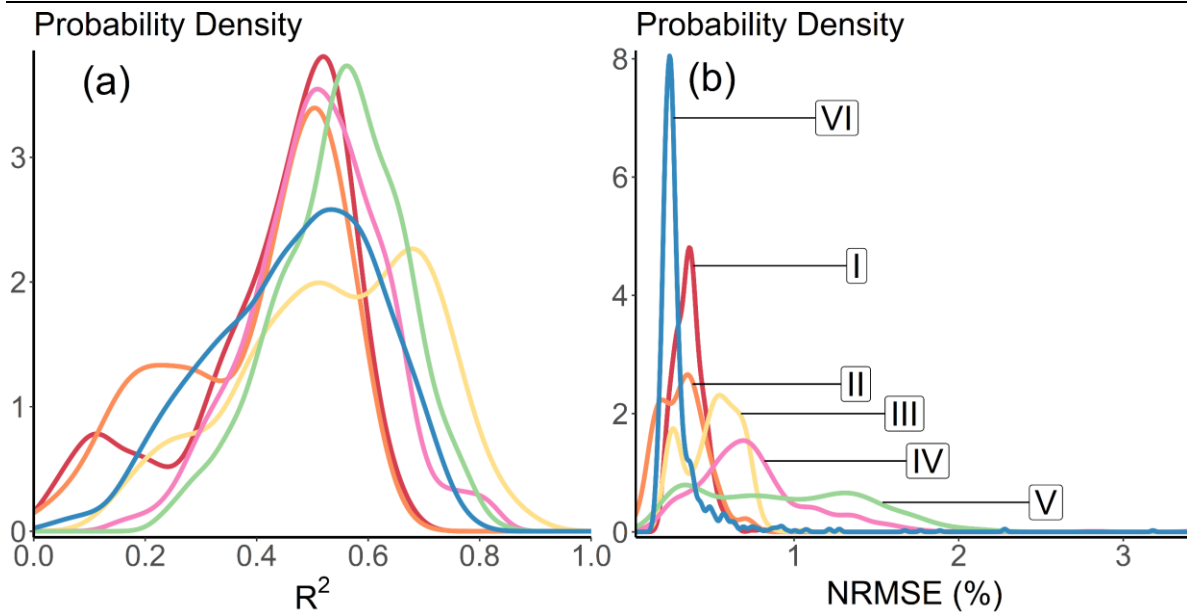 Probability Density
(a)
3
2
1
0
0.0 0.2 0.4 0.6 0.8 1.0
R²
Probability Density
(b)
8
6
4
2
0
VI
I
II
III
IV
V
1 2 3
NRMSE (%)